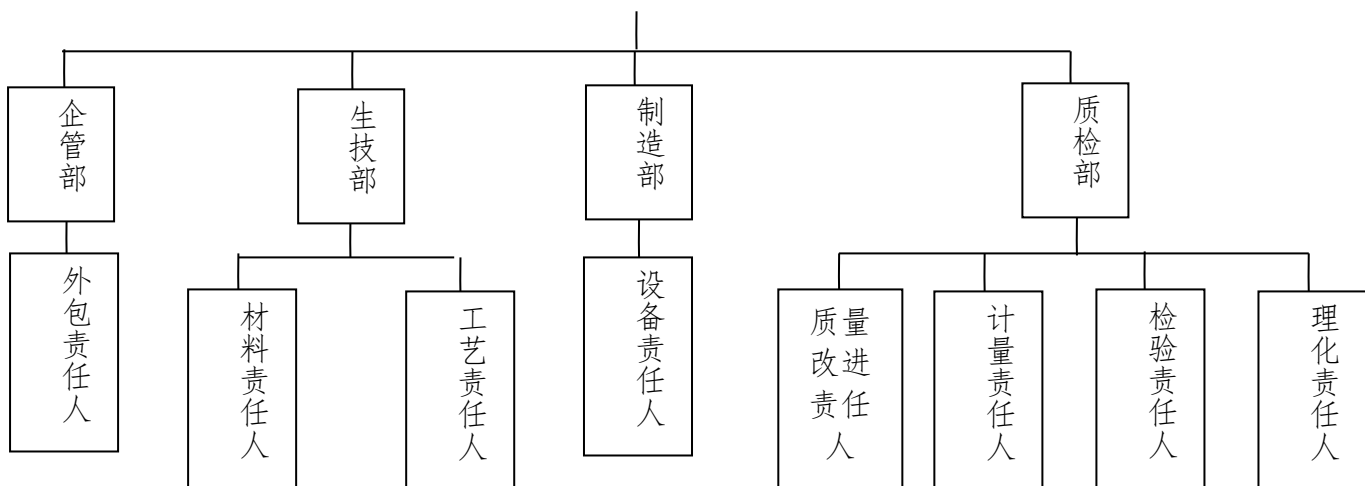 企管部
生技部
制造部
质检部
外包责任人
材料责任人
工艺责任人
设备责任人
质量
改进
责任
人
计量责任人
检验责任人
理化责任人